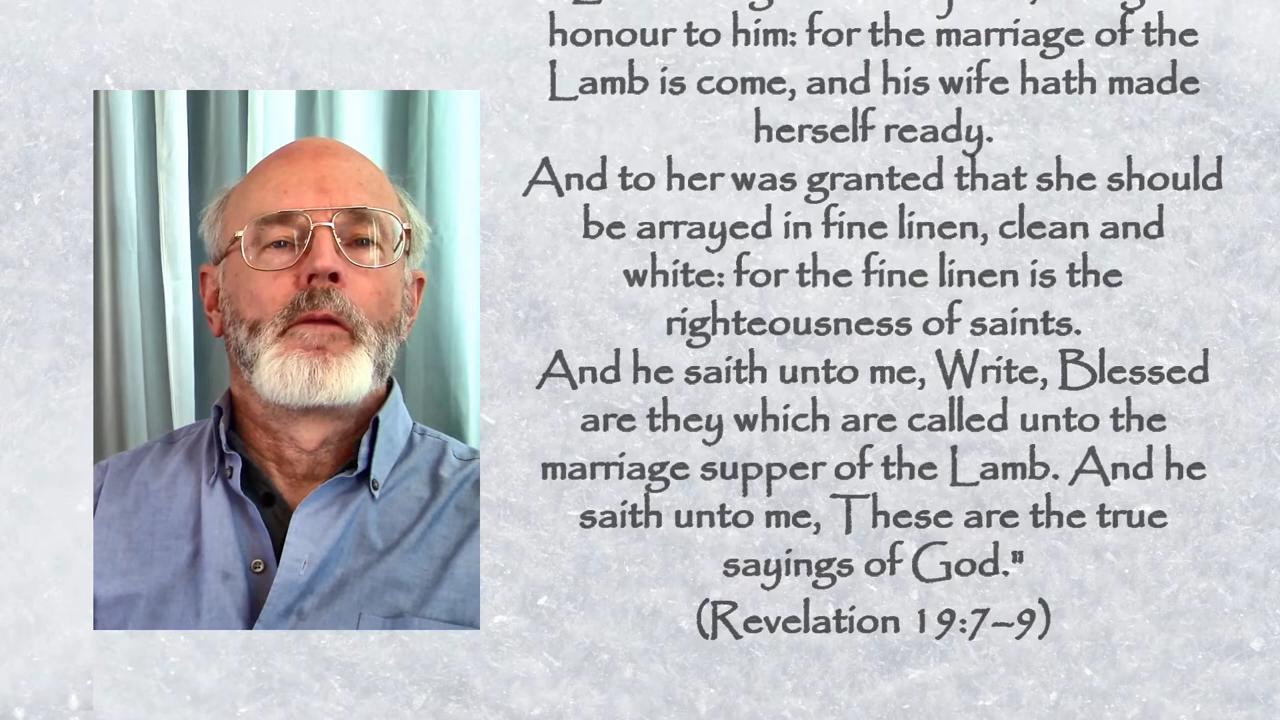 honour to him: for the marriage of the
Lamb is come, and his wife hath made
herself ready.
And to her was granted that she should
be arrayed in fine linen, clean and
white: for the fine linen is the
righteousness of saints.
And he saith unto me, Write, Blessed
are they which are called unto the
marriage supper of the Lamb. And he
saith unto me, These are the true
sayings of God."
(Revelation 19:7–9)